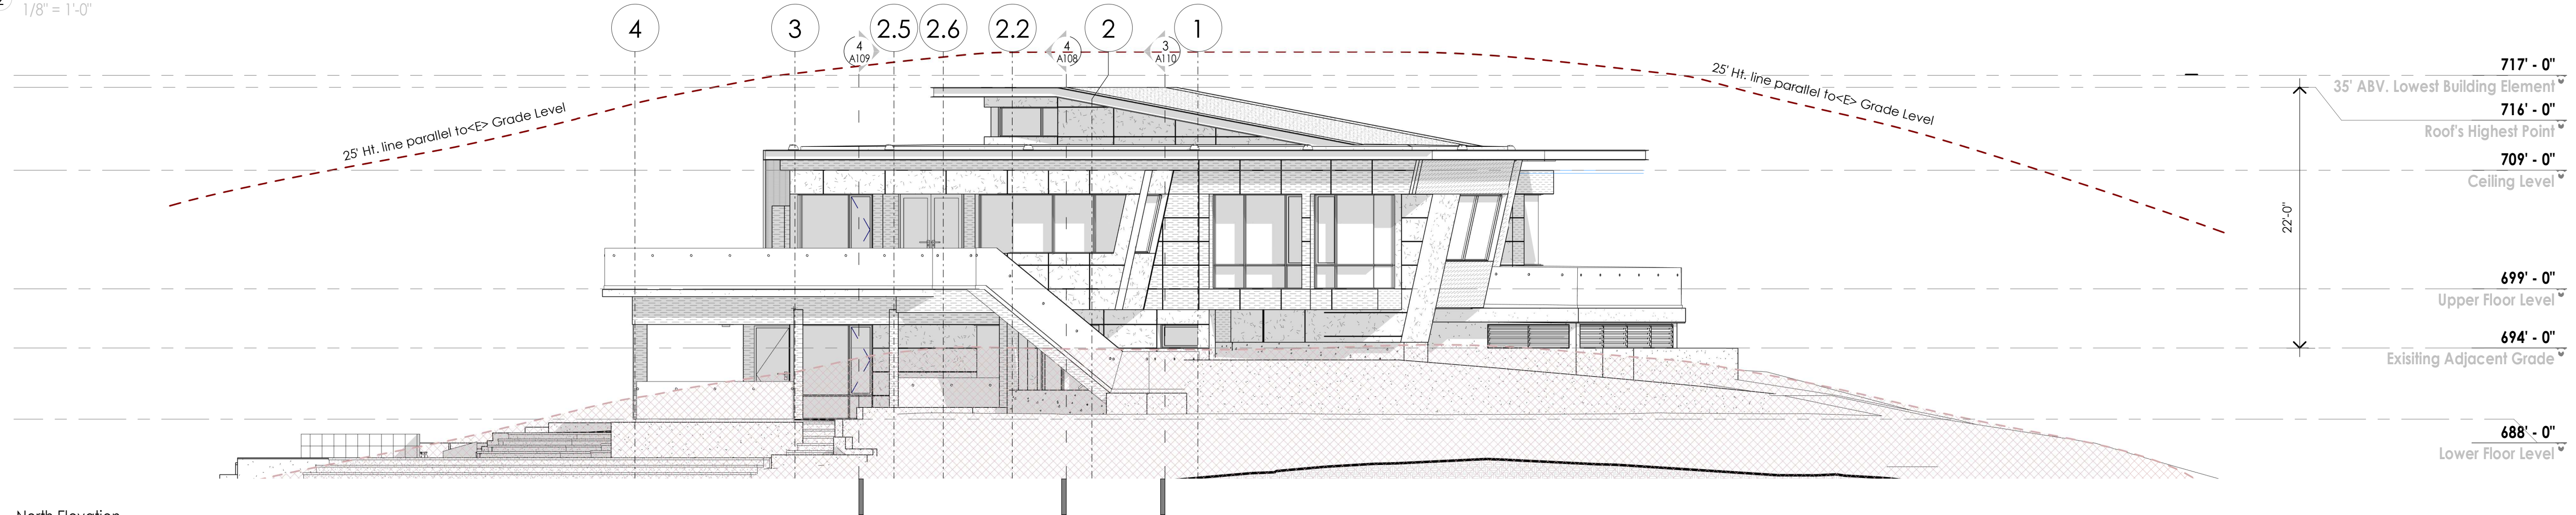 1/8" = 1'-0"
4
3
2.5
2.6
2.2
2
1
4
A109
4
A108
3
A110
25' Ht. line parallel to<E> Grade Level
25' Ht. line parallel to<E> Grade Level
717' - 0"
35' ABV. Lowest Building Element
716' - 0"
Roof's Highest Point
709' - 0"
Ceiling Level
22'-0"
699' - 0"
Upper Floor Level
694' - 0"
Exisiting Adjacent Grade
688' - 0"
Lower Floor Level
North Elevation